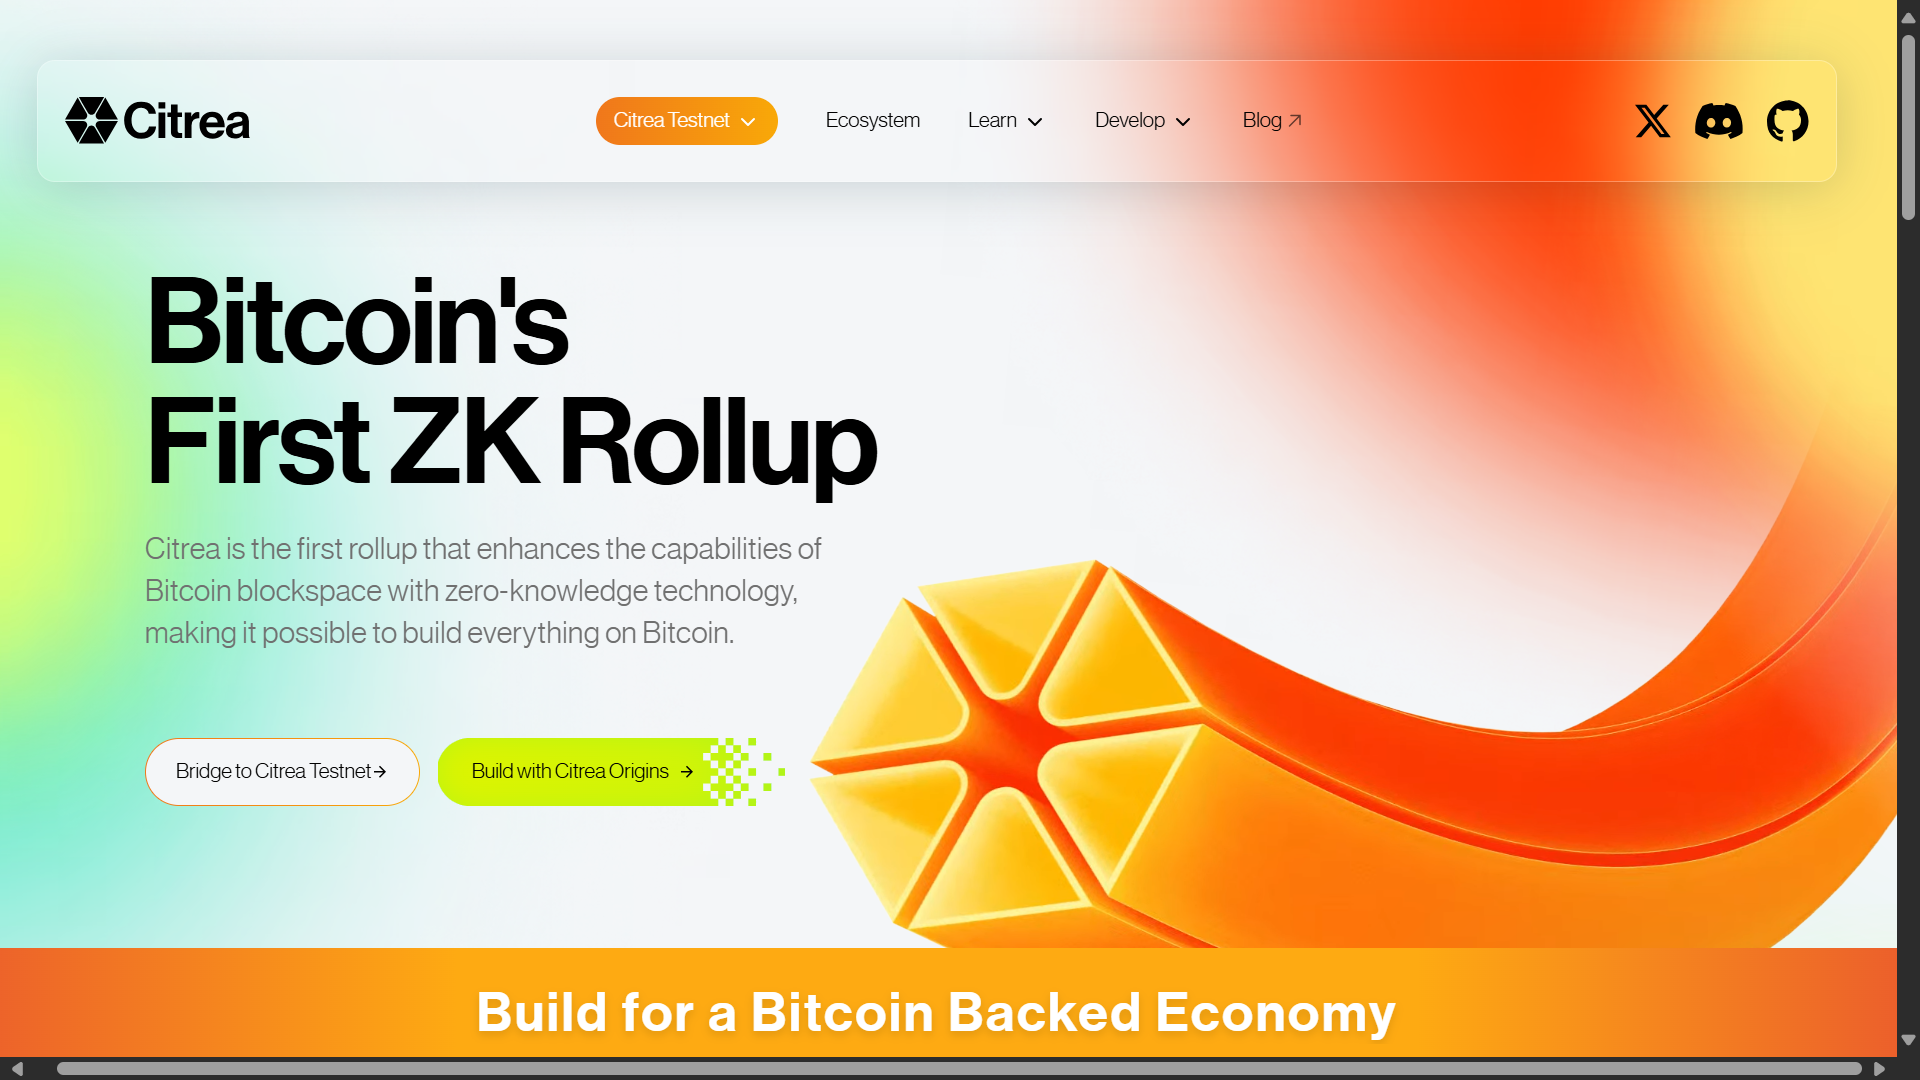 Citrea
Citrea Testnet
Ecosystem
Learn
Develop
Blog
Bitcoin's
First ZK Rollup
Citrea is the first rollup that enhances the capabilities of
Bitcoin blockspace with zero-knowledge technology,
making it possible to build everything on Bitcoin.
Bridge to Citrea Testnet
Build with Citrea Origins
Build for a Bitcoin Backed Economy